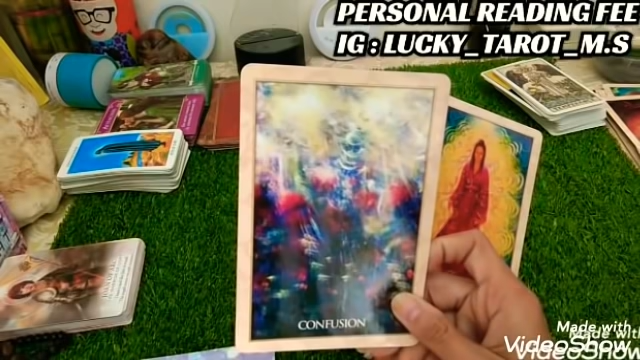 PERSONAL READING FEE
IG : LUCKY_TAROT_M.S
CONFUSION
Made with
VideoShow